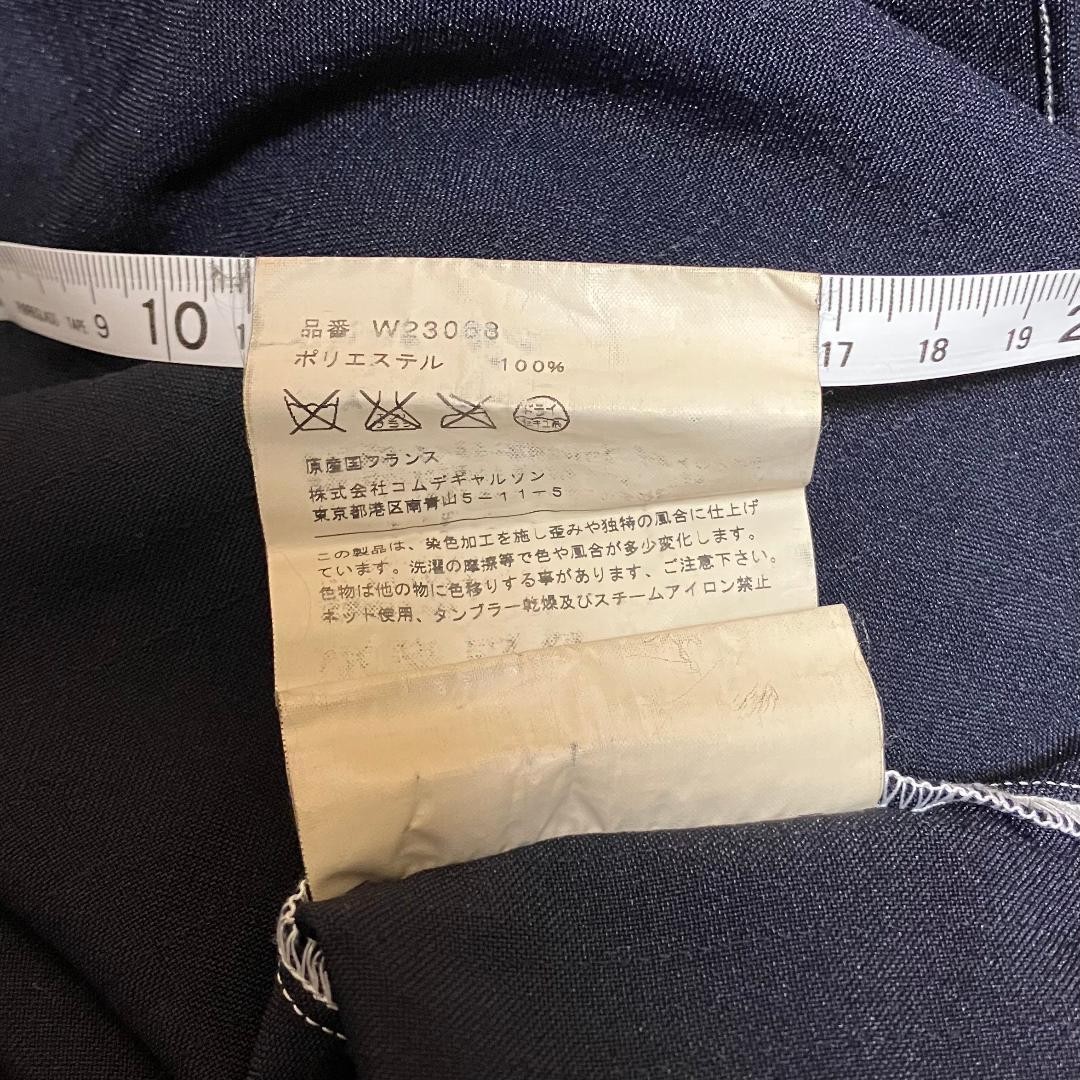 FIBREGLASS TAPE 9 10 17 18 19
品番 W23063
ポリエステル 100%
ドライ
原産国フランス
株式会社コムデギャルソン
東京都港区南青山5-11-5
この製品は、染色加工を施し歪みや独特の風合に仕上げ
ています。洗濯の摩擦等で色や風合が多少変化します。
色物は他の物に色移りする事があります、ご注意下さい。
ネット使用、タンブラー乾燥及びスチームアイロン禁止